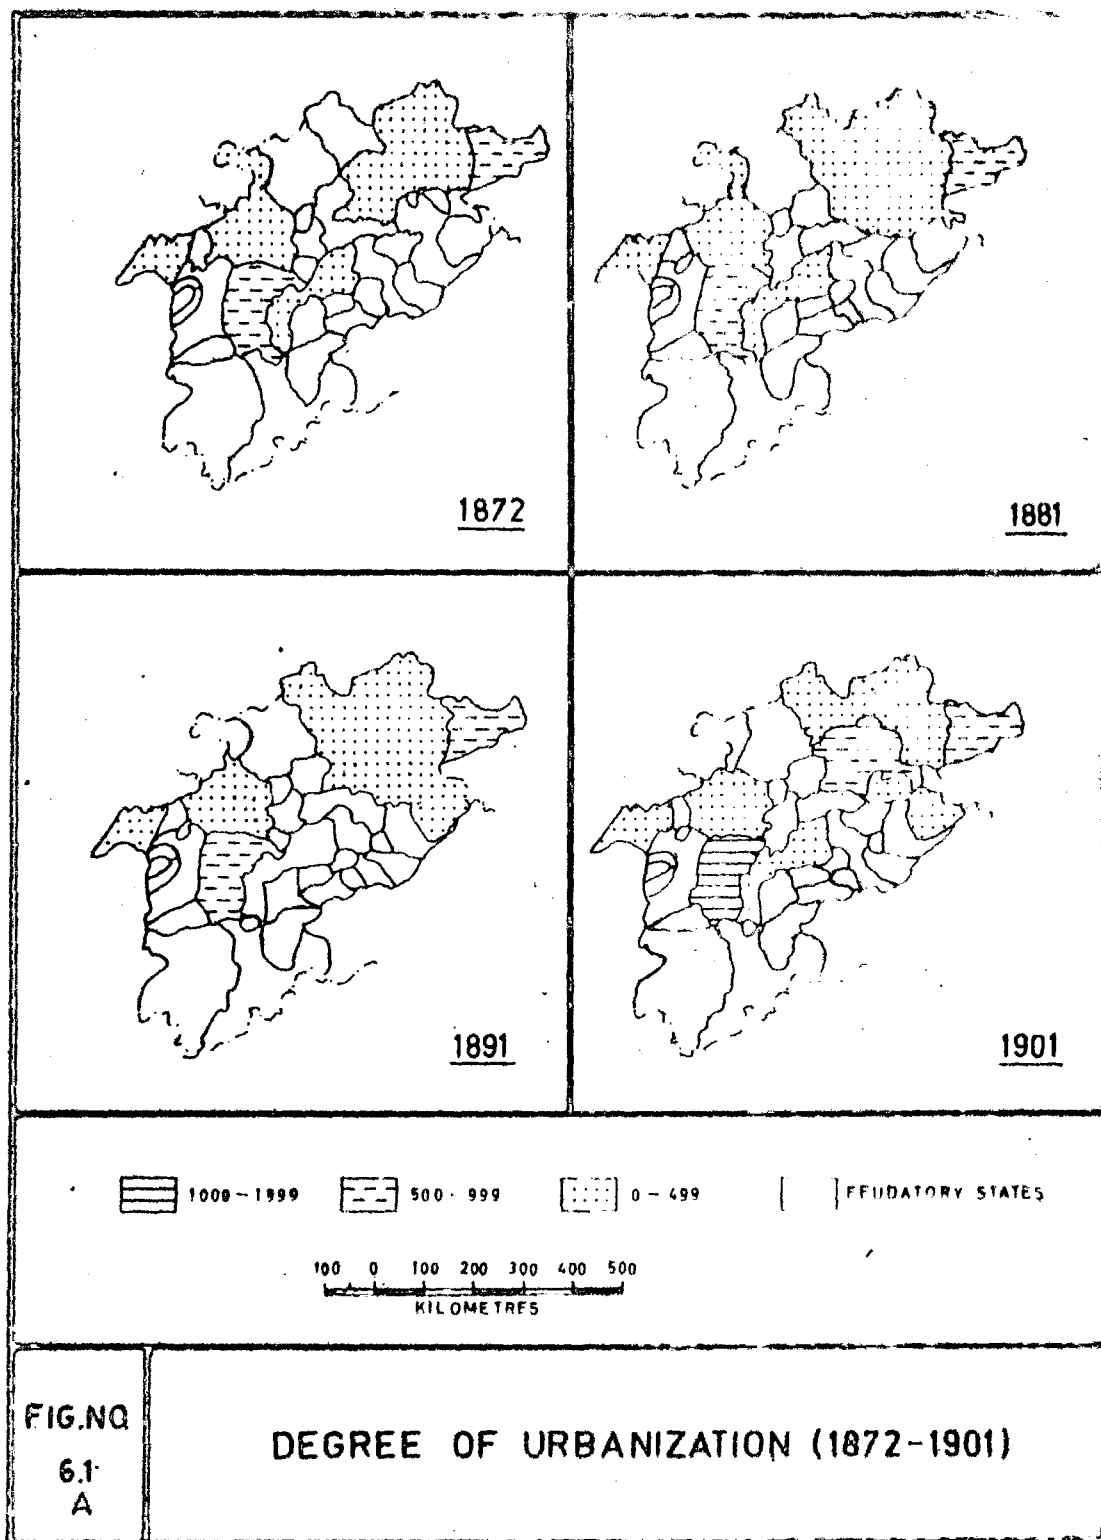 1872
1881
1891
1901
1000-1999
500-999
0-499
FEUDATORY STATES
100 0 100 200 300 400 500
KILOMETRES
FIG.NO
6.1
A
DEGREE OF URBANIZATION (1872-1901)